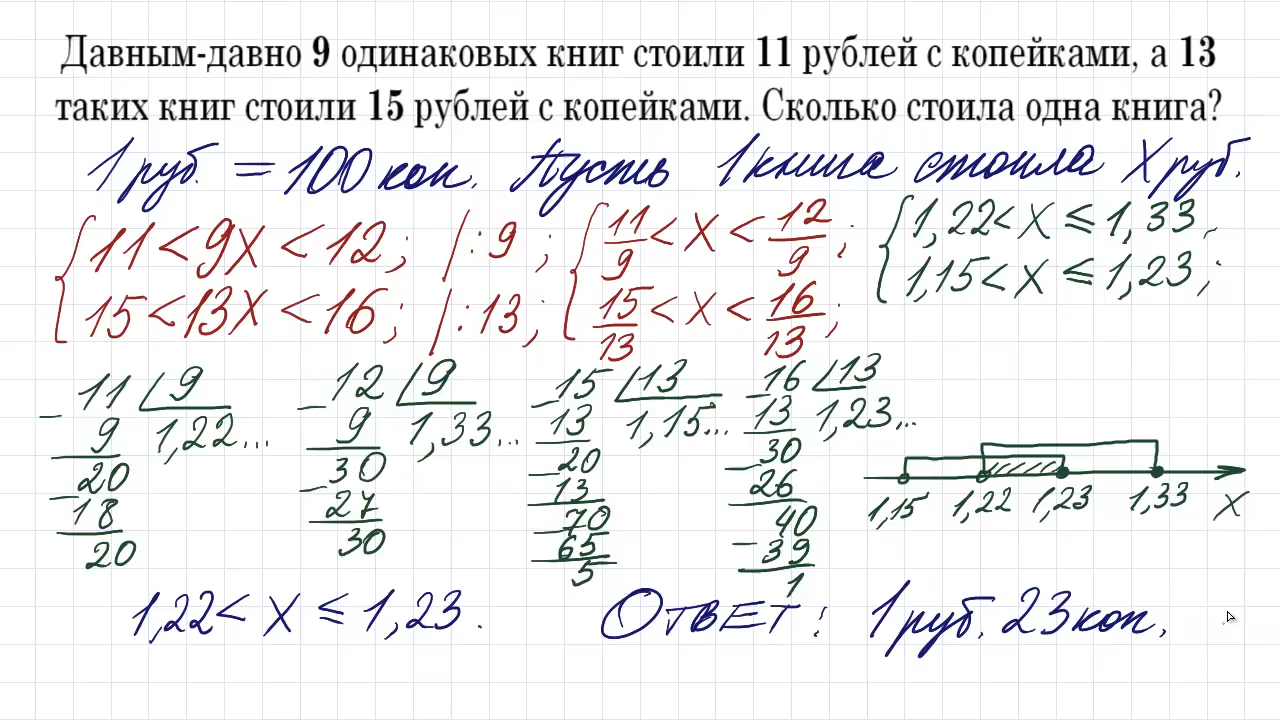 Давным-давно 9 одинаковых книг стоили 11 рублей с копейками, а 13
таких книг стоили 15 рублей с копейками. Сколько стоила одна книга?
1 руб. = 100 коп. Пусть 1 книга стоила X руб.
11 < 9X < 12; |:9; 11/9 < X < 12/9; 1,22 < X ≤ 1,33;
15 < 13X < 16; |:13; 15/13 < X < 16/13; 1,15 < X ≤ 1,23;
11 9 12 9 15 13 16 13
9 1,22... 9 1,33... 13 1,15... 13 1,23...
20 30 20 30
18 27 13 26
20 30 70 40
65 39
5 1
1,15 1,22 1,23 1,33 X
1,22 < X ≤ 1,23. Ответ: 1 руб. 23 коп.